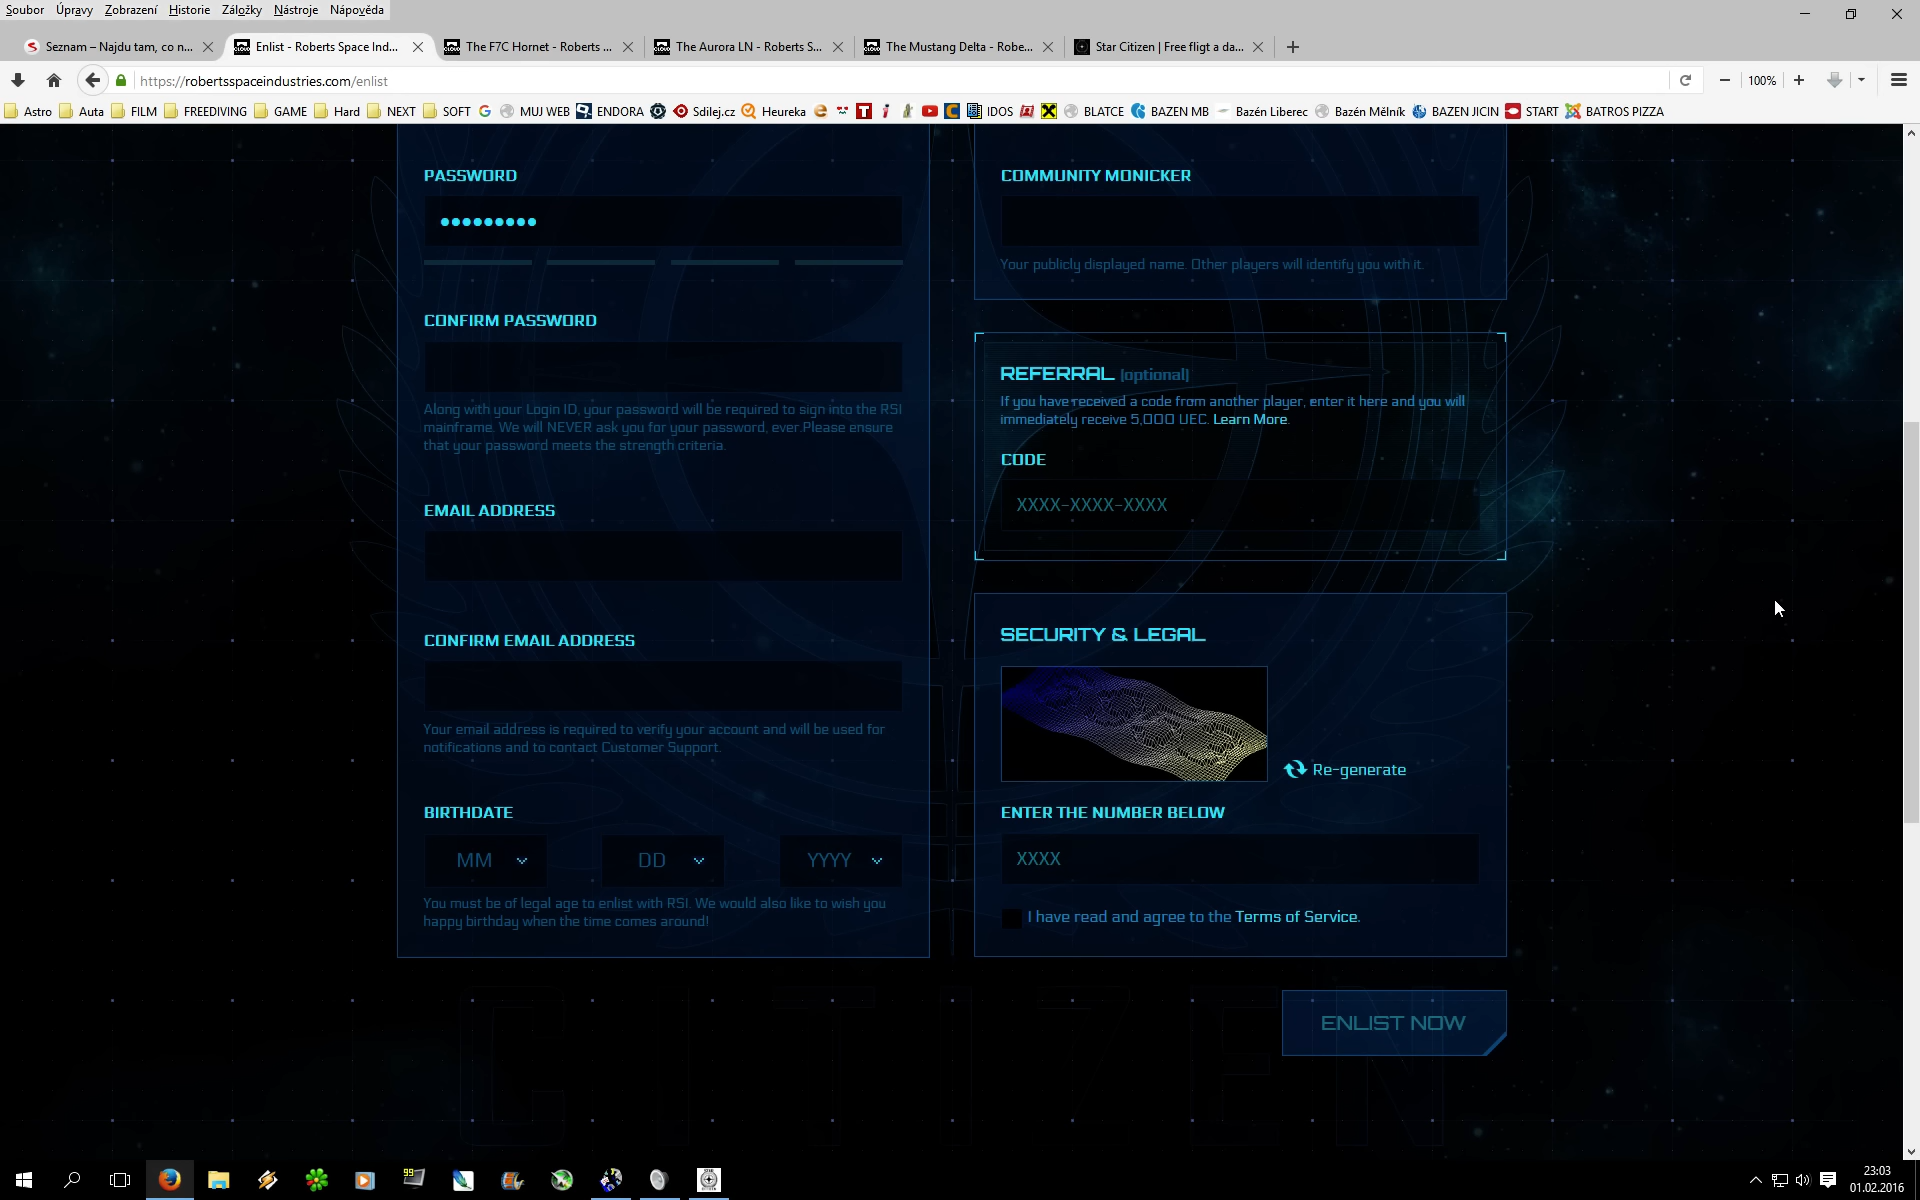 Soubor Úpravy Zobrazení Historie Záložky Nástroje Nápověda
Seznam – Najdu tam, co n... Enlist - Roberts Space Ind... The F7C Hornet - Roberts ... The Aurora LN - Roberts S... The Mustang Delta - Robe... Star Citizen | Free fligt a da...
https://robertsspaceindustries.com/enlist 100%
Astro Auta FILM FREEDIVING GAME Hard NEXT SOFT MUJ WEB ENDORA Sdilej.cz Heureka IDOS BLATCE BAZEN MB Bazén Liberec Bazén Mělník BAZEN JICIN START BATROS PIZZA
PASSWORD
CONFIRM PASSWORD
Along with your Login ID, your password will be required to sign into the RSI
mainframe. We will NEVER ask you for your password, ever.Please ensure
that your password meets the strength criteria.
EMAIL ADDRESS
CONFIRM EMAIL ADDRESS
Your email address is required to verify your account and will be used for
notifications and to contact Customer Support.
BIRTHDATE
MM DD YYYY
You must be of legal age to enlist with RSI. We would also like to wish you
happy birthday when the time comes around!
COMMUNITY MONICKER
Your publicly displayed name. Other players will identify you with it.
REFERRAL (optional)
If you have received a code from another player, enter it here and you will
immediately receive 5,000 UEC. Learn More.
CODE
XXXX-XXXX-XXXX
SECURITY & LEGAL
Re-generate
ENTER THE NUMBER BELOW
XXXX
I have read and agree to the Terms of Service.
ENLIST NOW
CITIZEN
99
23:03
01.02.2016